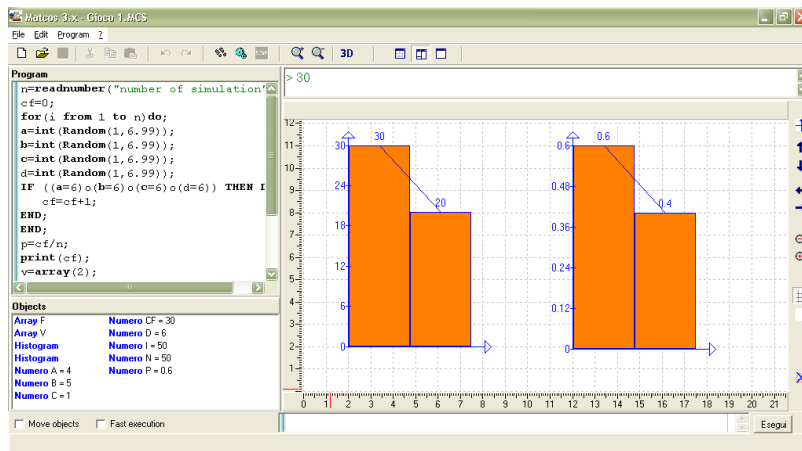 Matcos 3.x - Gioco 1.MCS
File Edit Program ?
3D
Program
n=readnumber("number of simulation"
cf=0;
for(i from 1 to n)do;
a=int(Random(1,6.99));
b=int(Random(1,6.99));
c=int(Random(1,6.99));
d=int(Random(1,6.99));
IF ((a=6)o(b=6)o(c=6)o(d=6)) THEN D
cf=cf+1;
END;
END;
p=cf/n;
print(cf);
v=array(2);
Objects
Array F Numero CF = 30
Array V Numero D = 6
Histogram Numero I = 50
Histogram Numero N = 50
Numero A = 4 Numero P = 0.6
Numero B = 5
Numero C = 1
Move objects Fast execution
> 30
12
11
10
9
8
7
6
5
4
3
2
1
30
24
18
12
6
0
30
20
0.6
0.48
0.36
0.24
0.12
0
0.6
0.4
0 1 2 3 4 5 6 7 8 9 10 11 12 13 14 15 16 17 18 19 20 21
Esegui